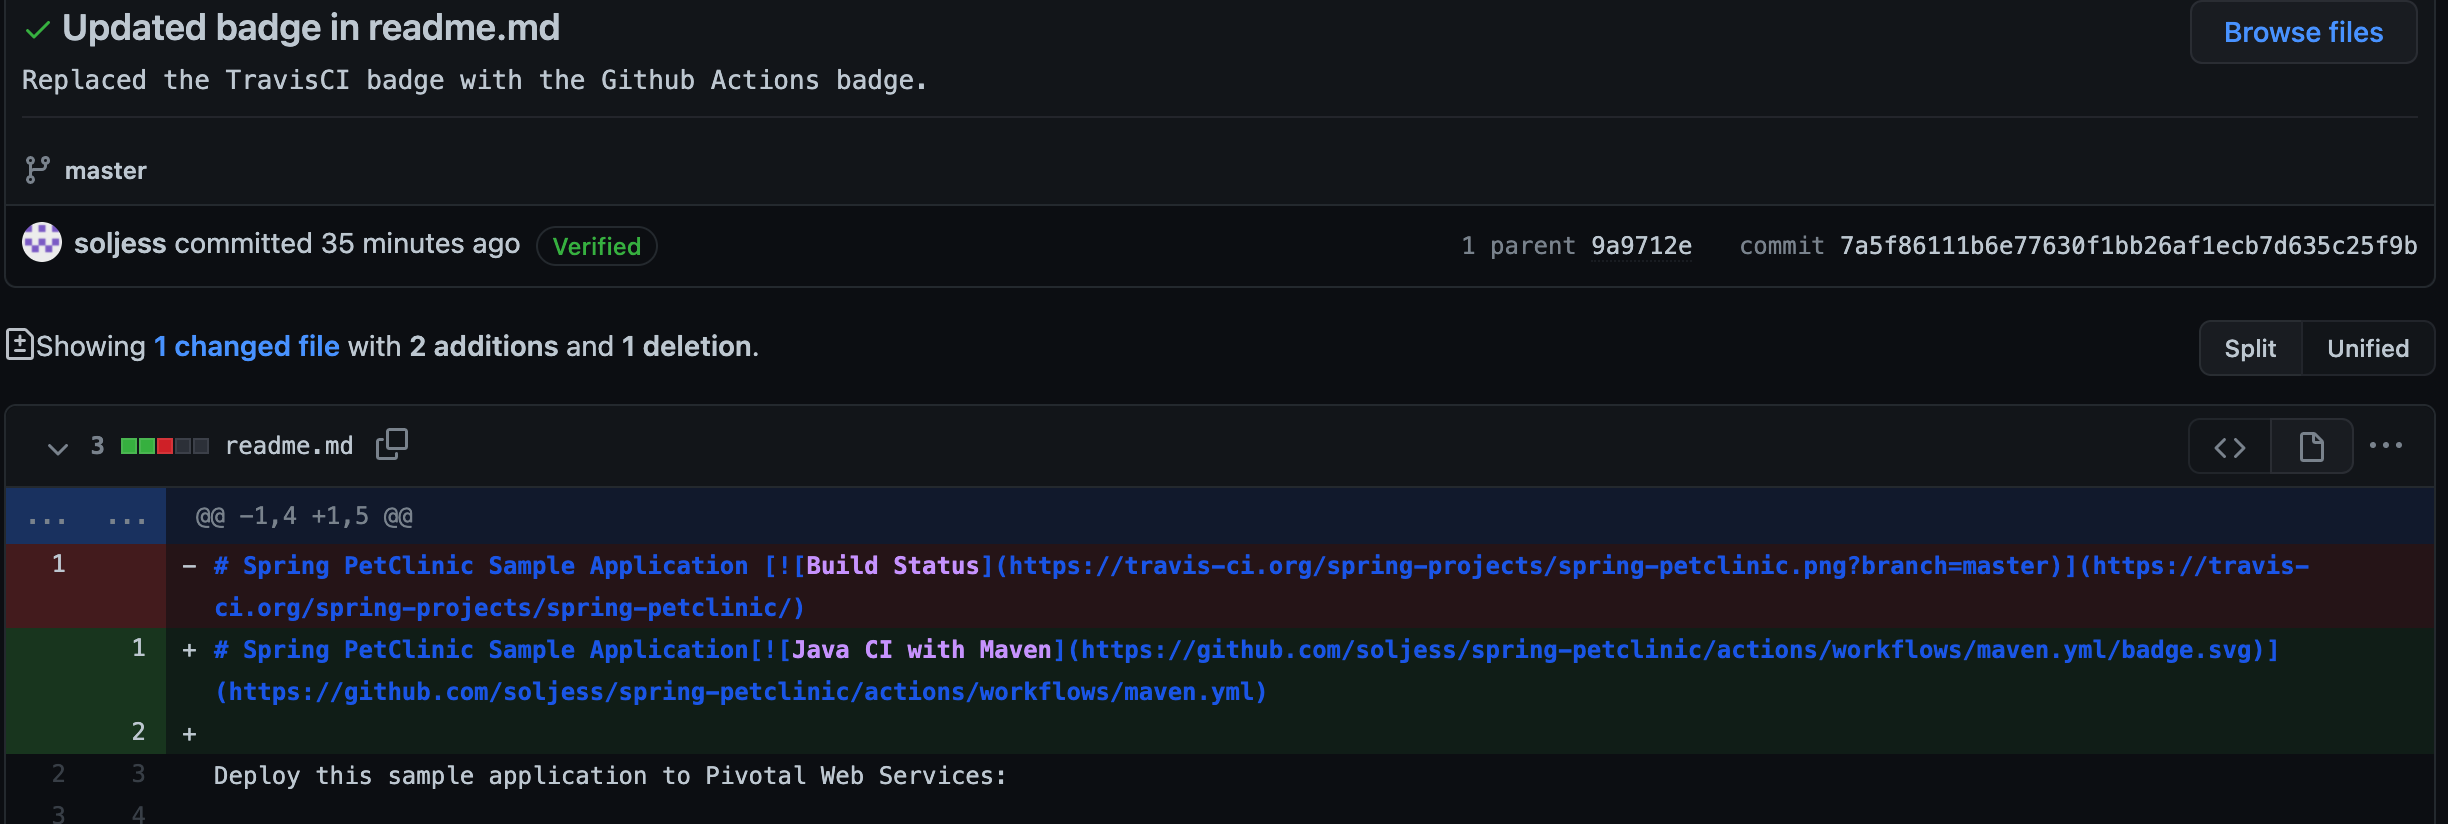 Updated badge in readme.md
Browse files
Replaced the TravisCI badge with the Github Actions badge.
master
soljess committed 35 minutes ago Verified 1 parent 9a9712e commit 7a5f86111b6e77630f1bb26af1ecb7d635c25f9b
Showing 1 changed file with 2 additions and 1 deletion.
Split Unified
3 readme.md
... ... @@ -1,4 +1,5 @@
1 - # Spring PetClinic Sample Application [![Build Status](https://travis-ci.org/spring-projects/spring-petclinic.png?branch=master)](https://travis-
ci.org/spring-projects/spring-petclinic/)
1 + # Spring PetClinic Sample Application[![Java CI with Maven](https://github.com/soljess/spring-petclinic/actions/workflows/maven.yml/badge.svg)]
(https://github.com/soljess/spring-petclinic/actions/workflows/maven.yml)
2 +
2 3 Deploy this sample application to Pivotal Web Services:
3 4